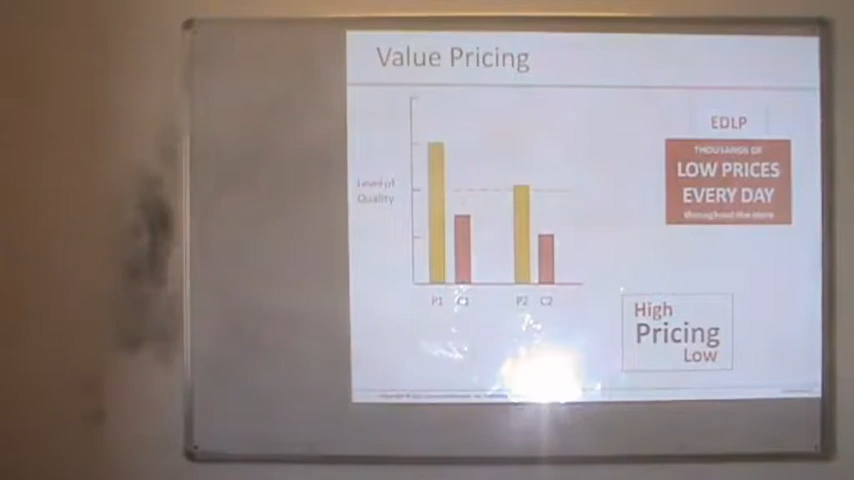 Value Pricing
Level of
Quality
P1 C1 P2 C2
EDLP
THOUSANDS OF
LOW PRICES
EVERY DAY
throughout the store
High
Pricing
Low